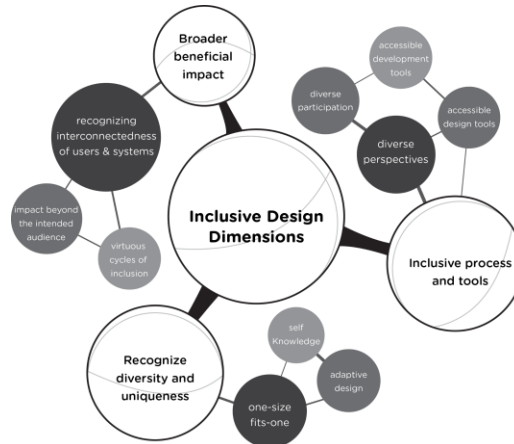 Broader
beneficial
impact
recognizing
interconnectedness
of users & systems
impact beyond
the intended
audience
virtuous
cycles of
inclusion
accessible
development
tools
diverse
participation
accessible
design tools
diverse
perspectives
Inclusive Design
Dimensions
Inclusive process
and tools
Recognize
diversity and
uniqueness
self
Knowledge
adaptive
design
one-size
fits-one